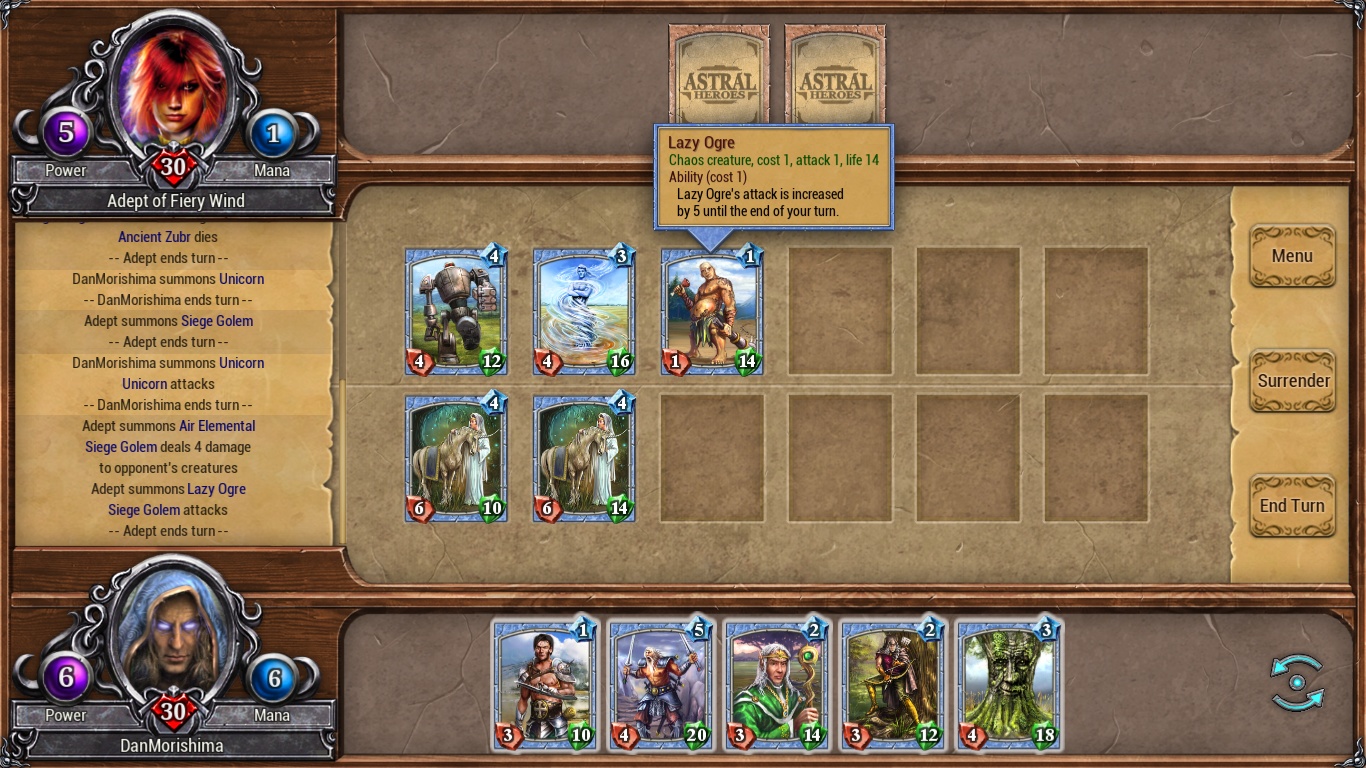 ASTRAL
HEROES
ASTRAL
HEROES
5
1
Power
30
Mana
Adept of Fiery Wind
Lazy Ogre
Chaos creature, cost 1, attack 1, life 14
Ability (cost 1)
Lazy Ogre's attack is increased
by 5 until the end of your turn.
Ancient Zubr dies
-- Adept ends turn --
DanMorishima summons Unicorn
-- DanMorishima ends turn --
Adept summons Siege Golem
-- Adept ends turn --
DanMorishima summons Unicorn
Unicorn attacks
-- DanMorishima ends turn --
Adept summons Air Elemental
Siege Golem deals 4 damage
to opponent's creatures
Adept summons Lazy Ogre
Siege Golem attacks
-- Adept ends turn --
4
3
1
4
12
4
16
1
14
4
4
6
10
6
14
Menu
Surrender
End Turn
6
6
Power
30
Mana
DanMorishima
1
5
2
2
3
3
10
4
20
3
14
3
12
4
18